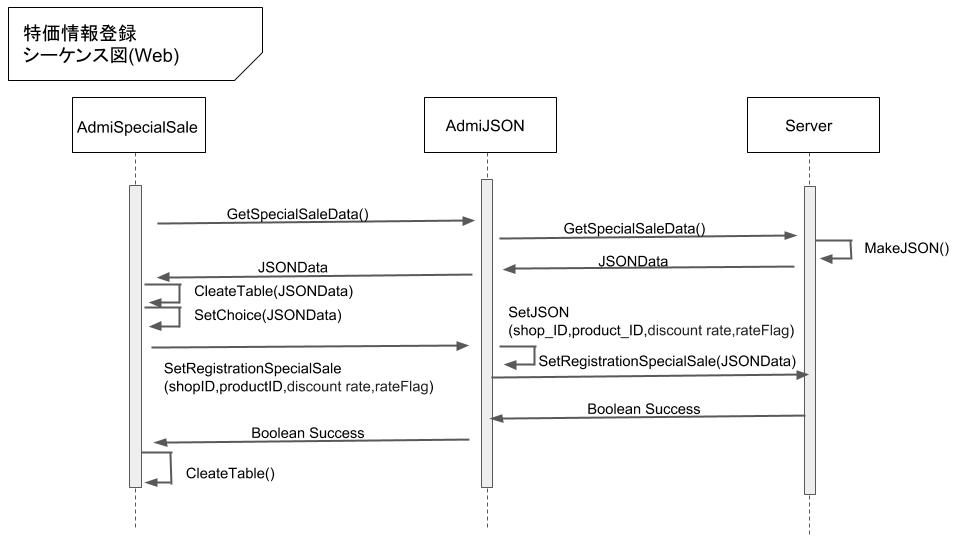 特価情報登録
シーケンス図(Web)
AdmiSpecialSale
AdmiJSON
Server
GetSpecialSaleData()
GetSpecialSaleData()
MakeJSON()
JSONData
JSONData
CleateTable(JSONData)
SetChoice(JSONData)
SetJSON
(shop_ID,product_ID,discount rate,rateFlag)
SetRegistrationSpecialSale(JSONData)
SetRegistrationSpecialSale
(shopID,productID,discount rate,rateFlag)
Boolean Success
Boolean Success
CleateTable()